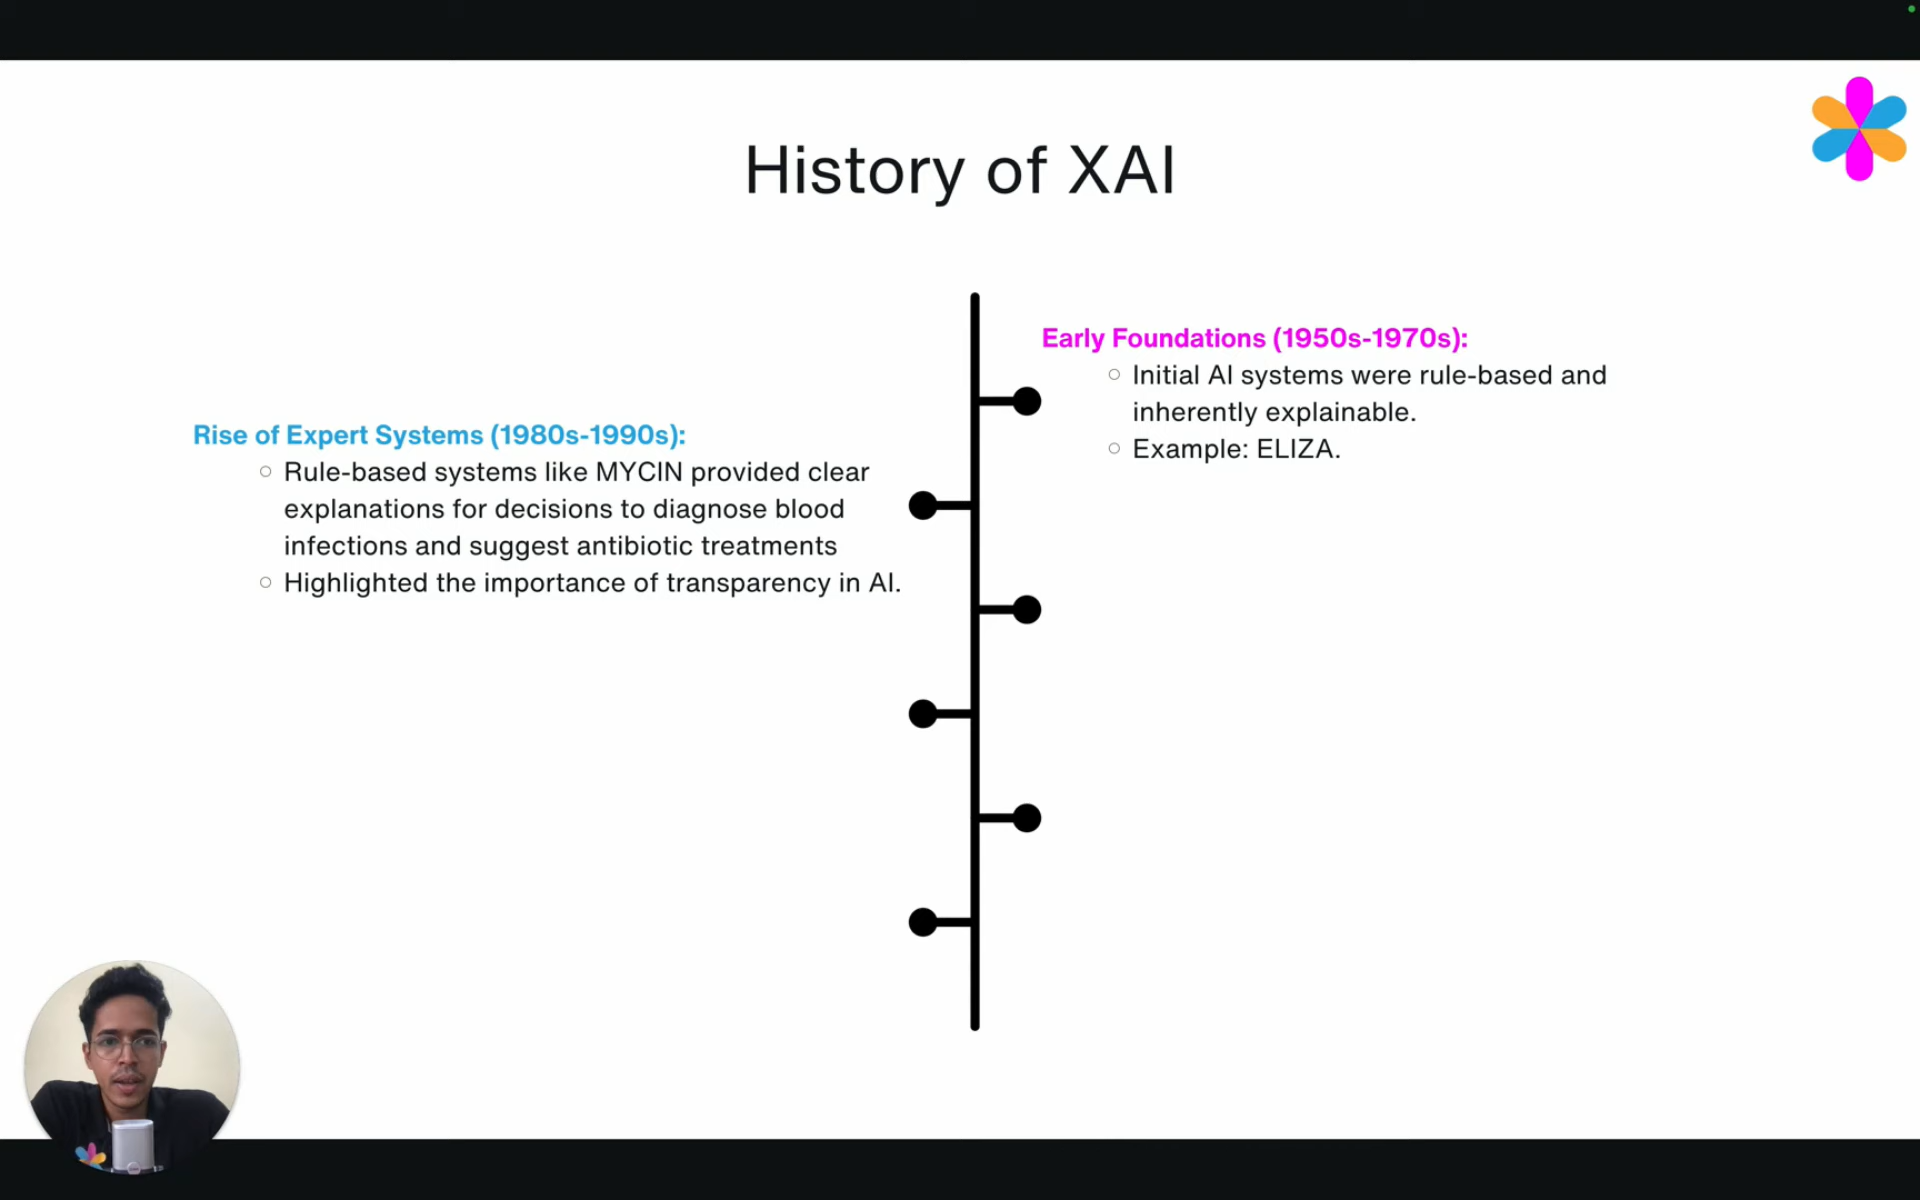 History of XAI
Early Foundations (1950s-1970s):
Initial AI systems were rule-based and
inherently explainable.
Example: ELIZA.
Rise of Expert Systems (1980s-1990s):
Rule-based systems like MYCIN provided clear
explanations for decisions to diagnose blood
infections and suggest antibiotic treatments
Highlighted the importance of transparency in AI.